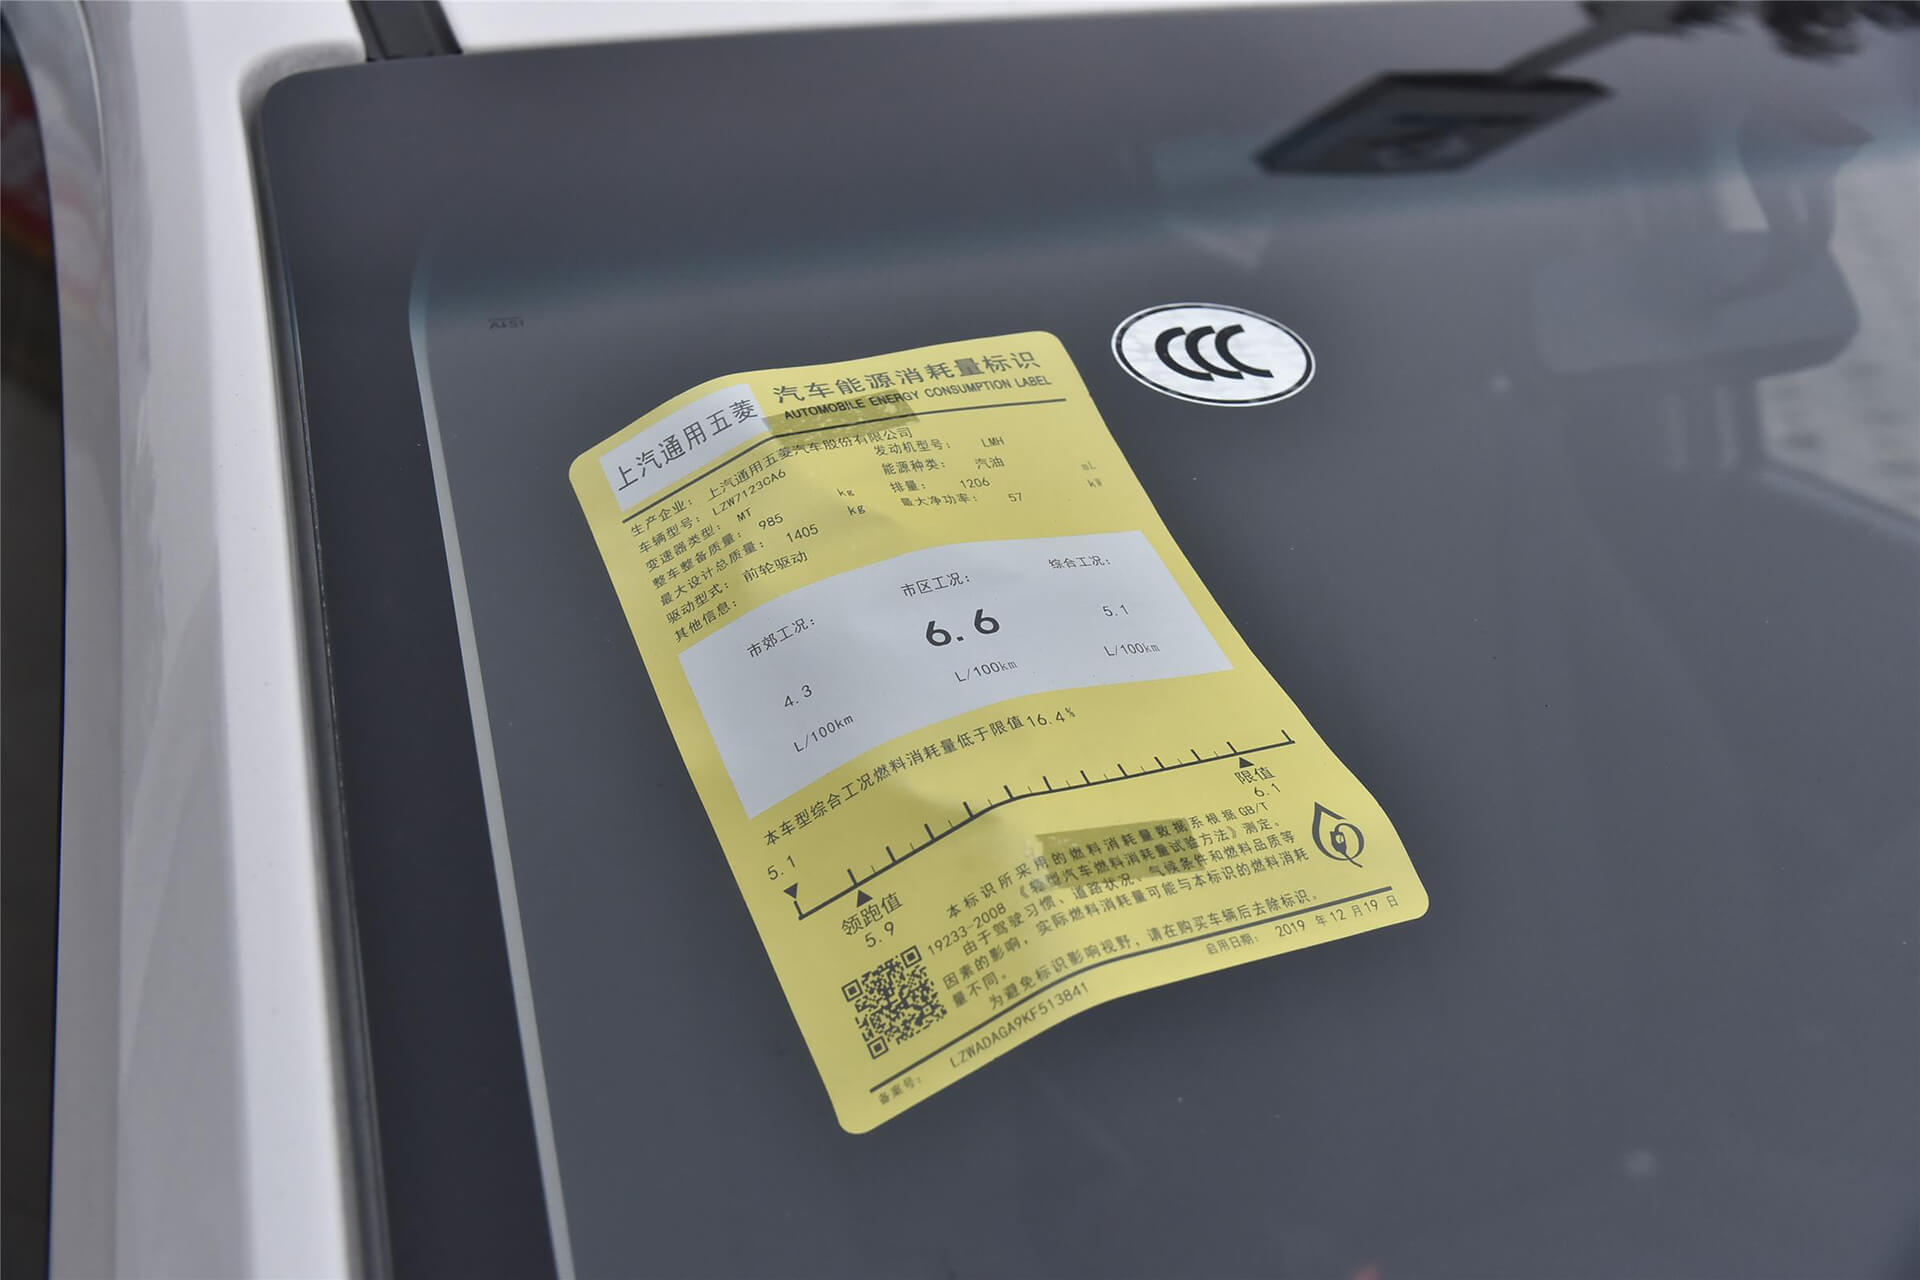 上汽通用五菱
汽车能源消耗量标识
AUTOMOBILE ENERGY CONSUMPTION LABEL
生产企业: 上汽通用五菱汽车股份有限公司
车辆型号: LZW7123GA6
发动机型号: LMH
变速器类型: MT
能源种类: 汽油
整车整备质量: 985 kg
排量: 1206 mL
最大设计总质量: 1405 kg
最大净功率: 57 kW
驱动型式: 前轮驱动
其他信息:
市郊工况: 市区工况: 综合工况:
4.3 6.6 5.1
L/100km L/100km L/100km
本车型综合工况燃料消耗量低于限值16.4%
5.1
领跑值
5.9
限值
6.1
本标识所采用的燃料消耗量数据系根据GB/T
19233-2008《轻型汽车燃料消耗量试验方法》测定。
由于驾驶习惯、道路状况、气候条件和燃料品质等
因素的影响，实际燃料消耗量可能与本标识的燃料消耗
量不同。
为避免标识影响视野，请在购买车辆后去除标识。
备案号: LZWADAGA9KF513841
启用日期: 2019 年12 月19 日
CCC